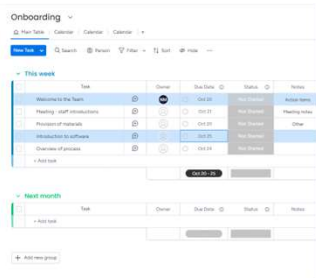 Onboarding
Main Table Calendar Calendar Calendar +
New Task Search Person Filter Sort Hide ...
This week
Task Owner Due Date Status Notes
Welcome to the Team Oct 20 Not Started Action items
Meeting - staff introductions Not Started Meeting notes
Provision of materials Not Started Other
Introduction to software Oct 25 Not Started
Overview of process Oct 24 Not Started
+ Add task
Oct 20 - 25
Next month
Task Owner Due Date Status Notes
+ Add task
+ Add new group